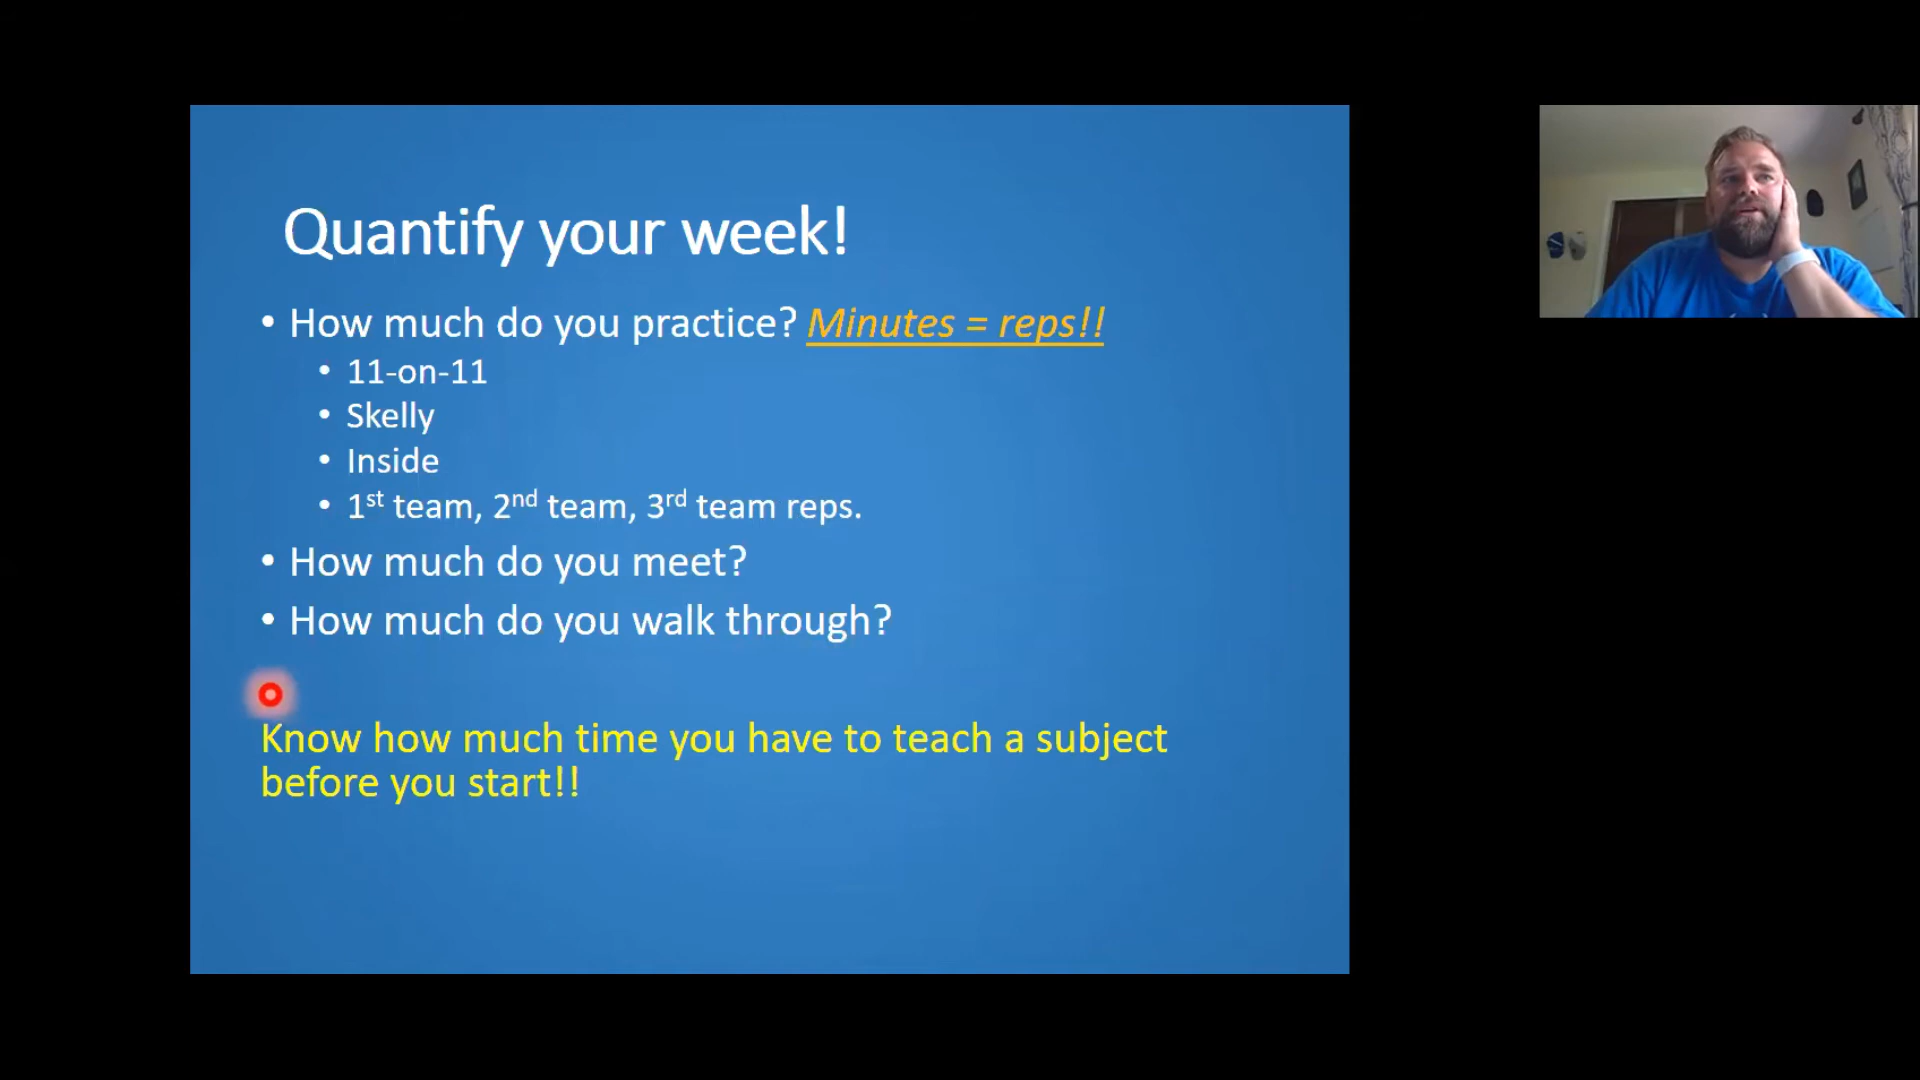 Quantify your week!
• How much do you practice? Minutes = reps!!
• 11-on-11
• Skelly
• Inside
• 1st team, 2nd team, 3rd team reps.
• How much do you meet?
• How much do you walk through?
Know how much time you have to teach a subject
before you start!!